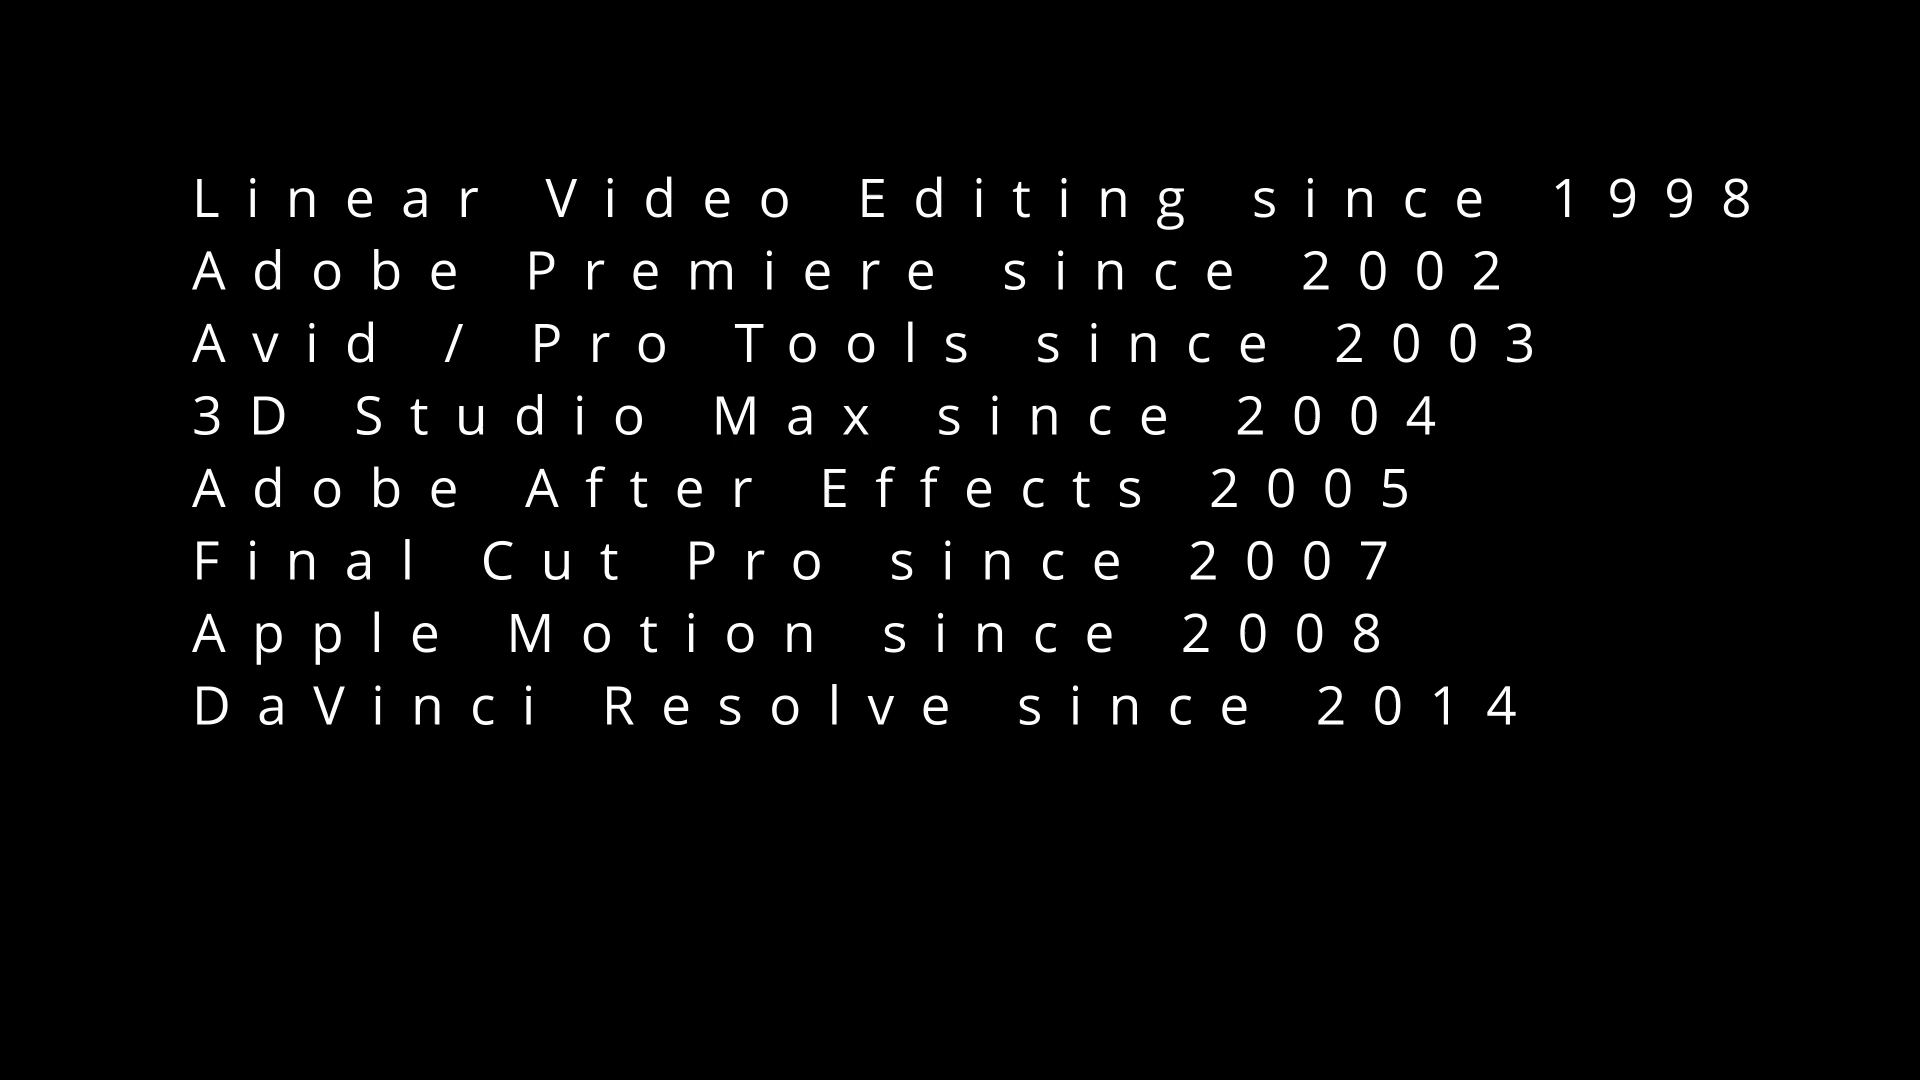 Linear Video Editing since 1998
Adobe Premiere since 2002
Avid / Pro Tools since 2003
3D Studio Max since 2004
Adobe After Effects 2005
Final Cut Pro since 2007
Apple Motion since 2008
DaVinci Resolve since 2014